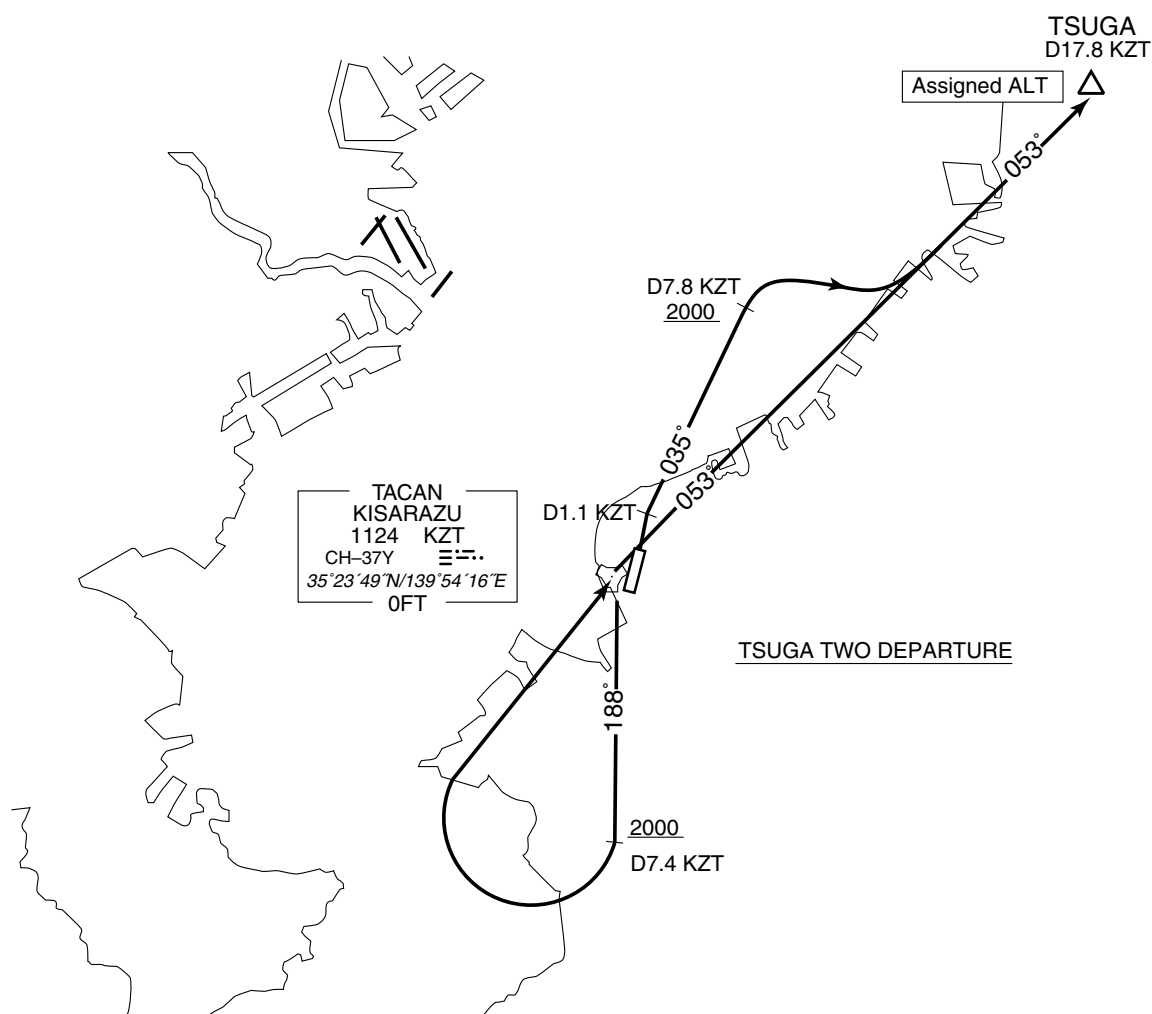 TSUGA
D17.8 KZT
Assigned ALT
053°
D7.8 KZT
2000
035°
053°
D1.1 KZT
TACAN
KISARAZU
1124 KZT
CH–37Y
35°23´49˝N/139°54´16˝E
0FT
TSUGA TWO DEPARTURE
188°
2000
D7.4 KZT